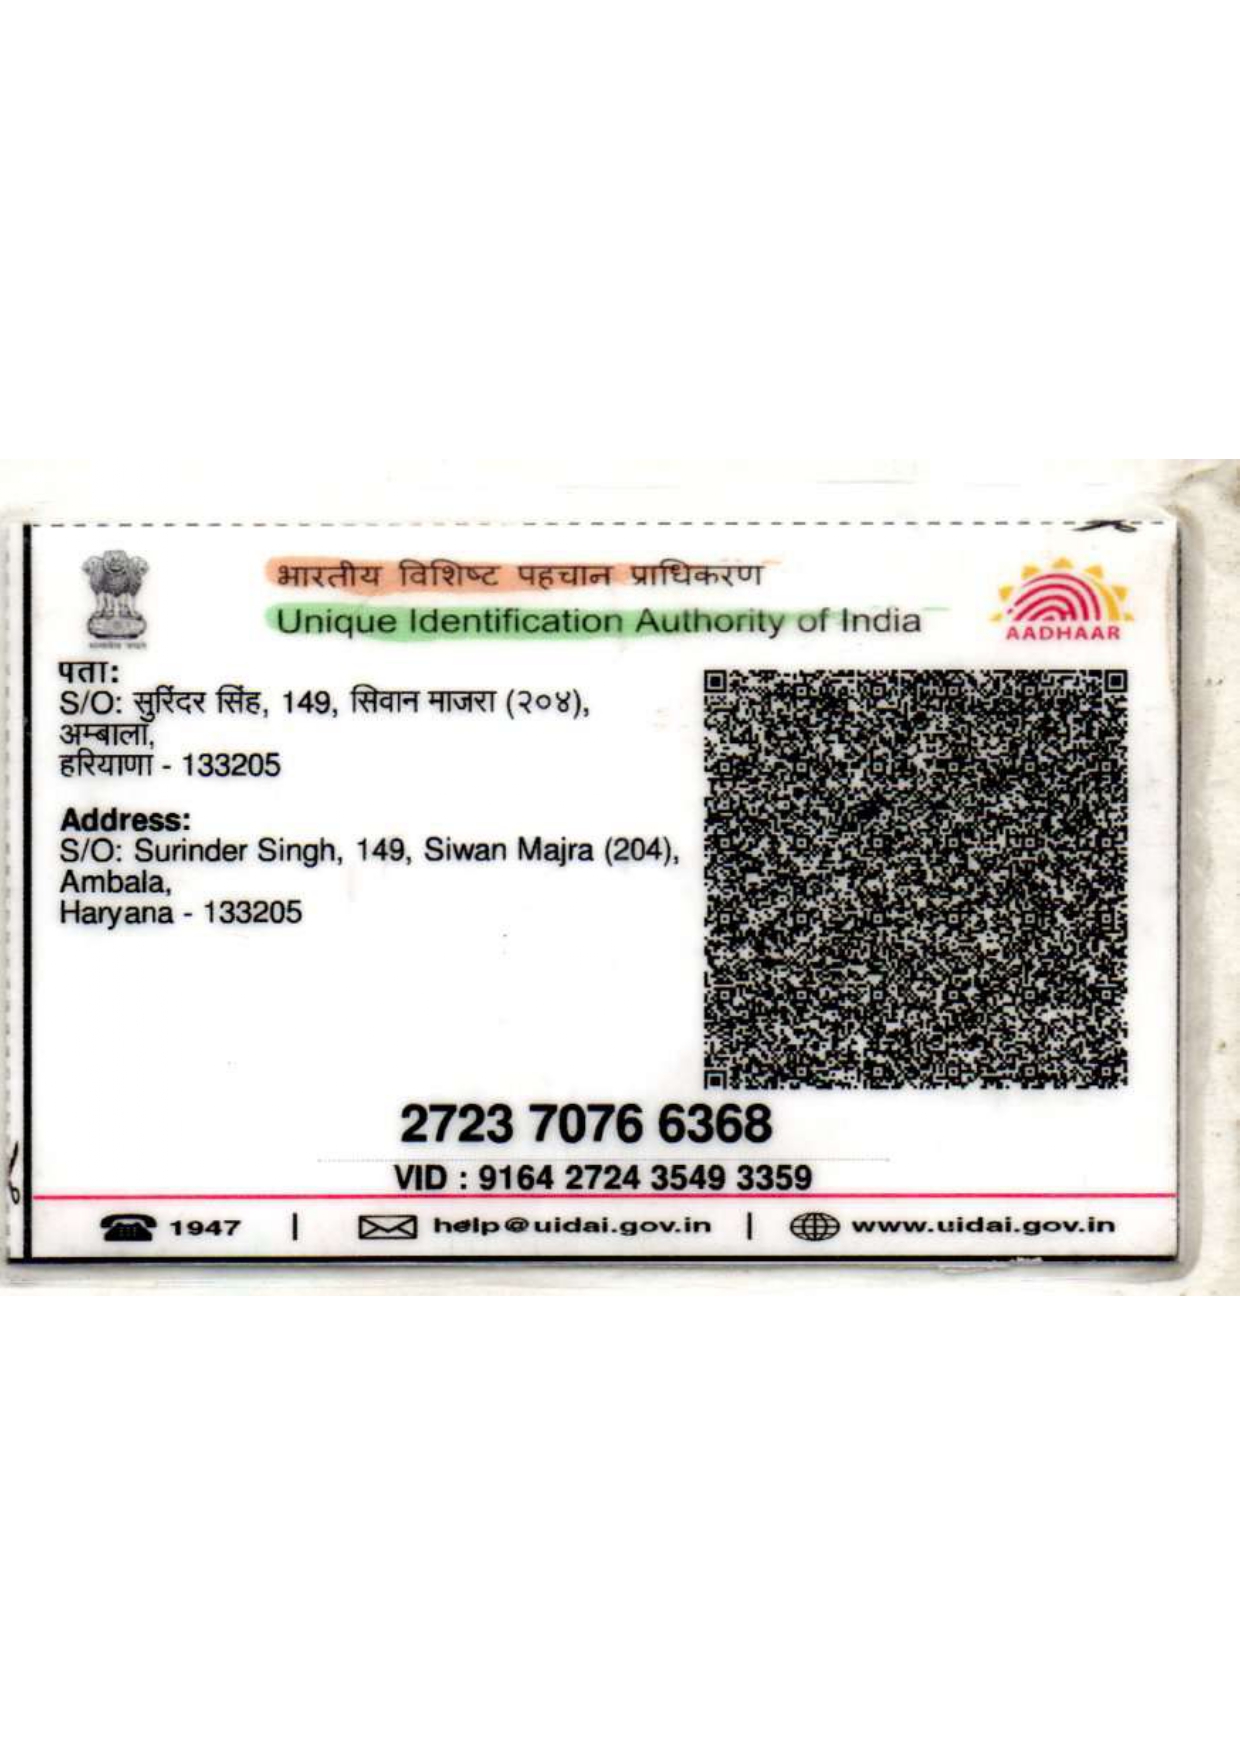 भारतीय विशिष्ट पहचान प्राधिकरण
Unique Identification Authority of India
AADHAAR
पता:
S/O: सुरिंदर सिंह, 149, सिवान माजरा (२०४),
अम्बाला,
हरियाणा - 133205
Address:
S/O: Surinder Singh, 149, Siwan Majra (204),
Ambala,
Haryana - 133205
2723 7076 6368
VID : 9164 2724 3549 3359
1947 | help@uidai.gov.in | www.uidai.gov.in